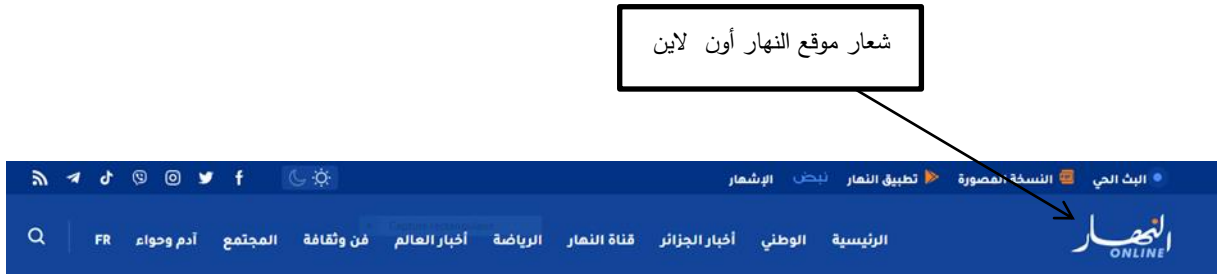 شعار موقع النهار أون لاين
البث الحي النسخة المصورة تطبيق النهار نبض الإشهار
النهار
ONLINE
الرئيسية الوطني أخبار الجزائر قناة النهار الرياضة أخبار العالم فن وثقافة المجتمع آدم وحواء FR